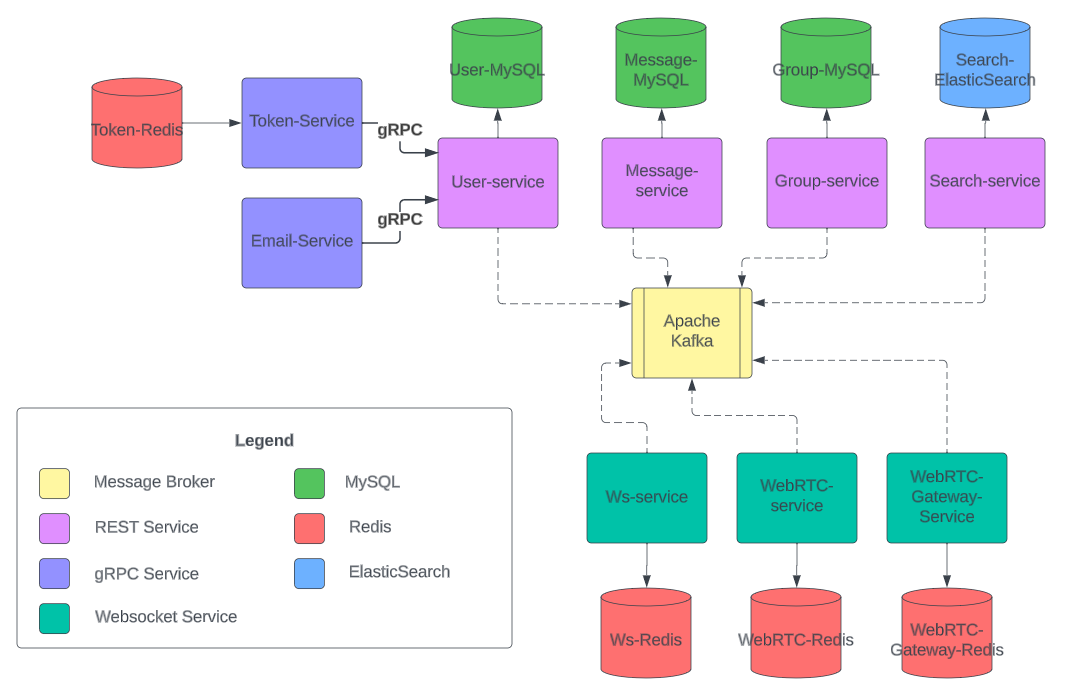 User-MySQL
Message-
MySQL
Group-MySQL
Search-
ElasticSearch
Token-Redis
Token-Service
gRPC
User-service
Message-
service
Group-service
Search-service
Email-Service
gRPC
Apache
Kafka
Legend
Message Broker
MySQL
REST Service
Redis
gRPC Service
ElasticSearch
Websocket Service
Ws-service
WebRTC-
service
WebRTC-
Gateway-
Service
Ws-Redis
WebRTC-Redis
WebRTC-
Gateway-Redis